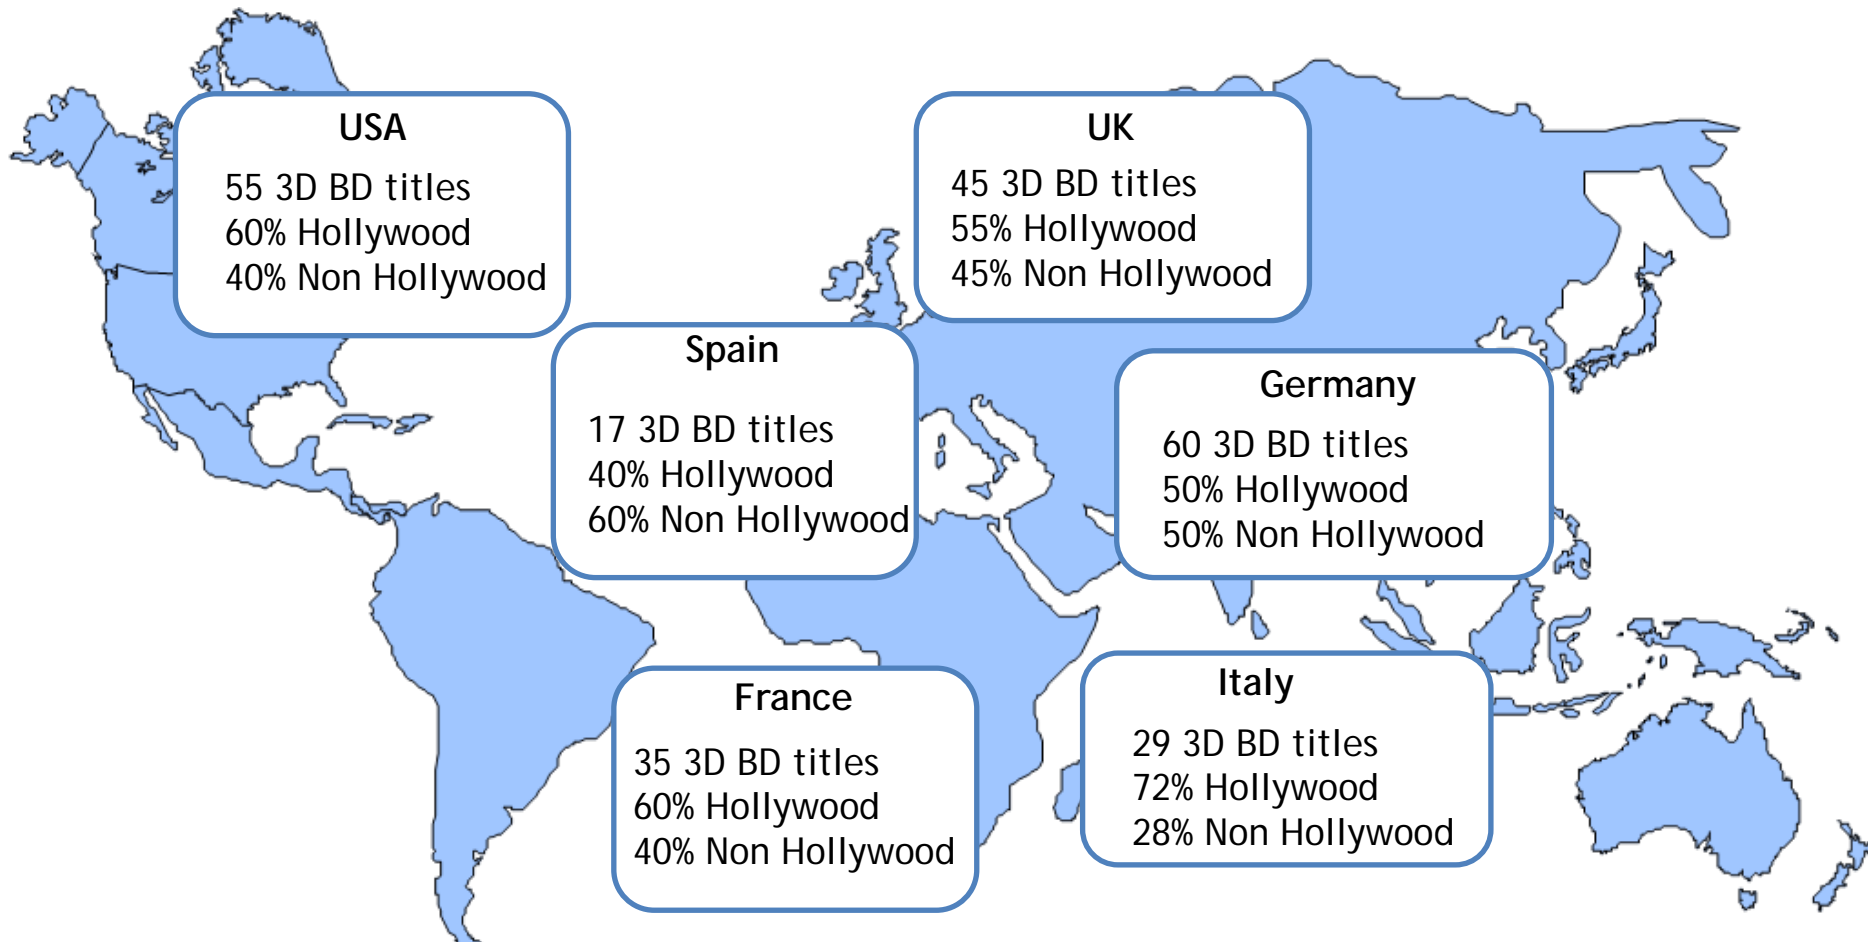 USA
55 3D BD titles
60% Hollywood
40% Non Hollywood
UK
45 3D BD titles
55% Hollywood
45% Non Hollywood
Spain
17 3D BD titles
40% Hollywood
60% Non Hollywood
Germany
60 3D BD titles
50% Hollywood
50% Non Hollywood
France
35 3D BD titles
60% Hollywood
40% Non Hollywood
Italy
29 3D BD titles
72% Hollywood
28% Non Hollywood